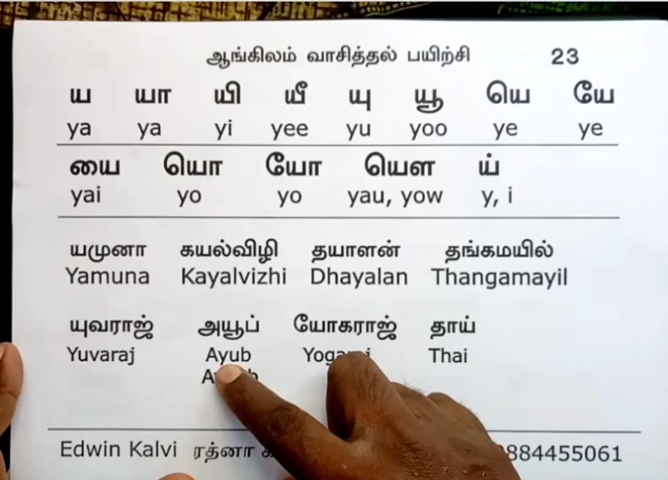 ஆங்கிலம் வாசித்தல் பயிற்சி 23
ய யா யி யீ யு யூ யெ யே
ya ya yi yee yu yoo ye ye
யை யொ யோ யௌ ய்
yai yo yo yau, yow y, i
யமுனா கயல்விழி தயாளன் தங்கமயில்
Yamuna Kayalvizhi Dhayalan Thangamayil
யுவராஜ் அயூப் யோகராஜ் தாய்
Yuvaraj Ayub Thai
Edwin Kalvi ரத்னா 9884455061